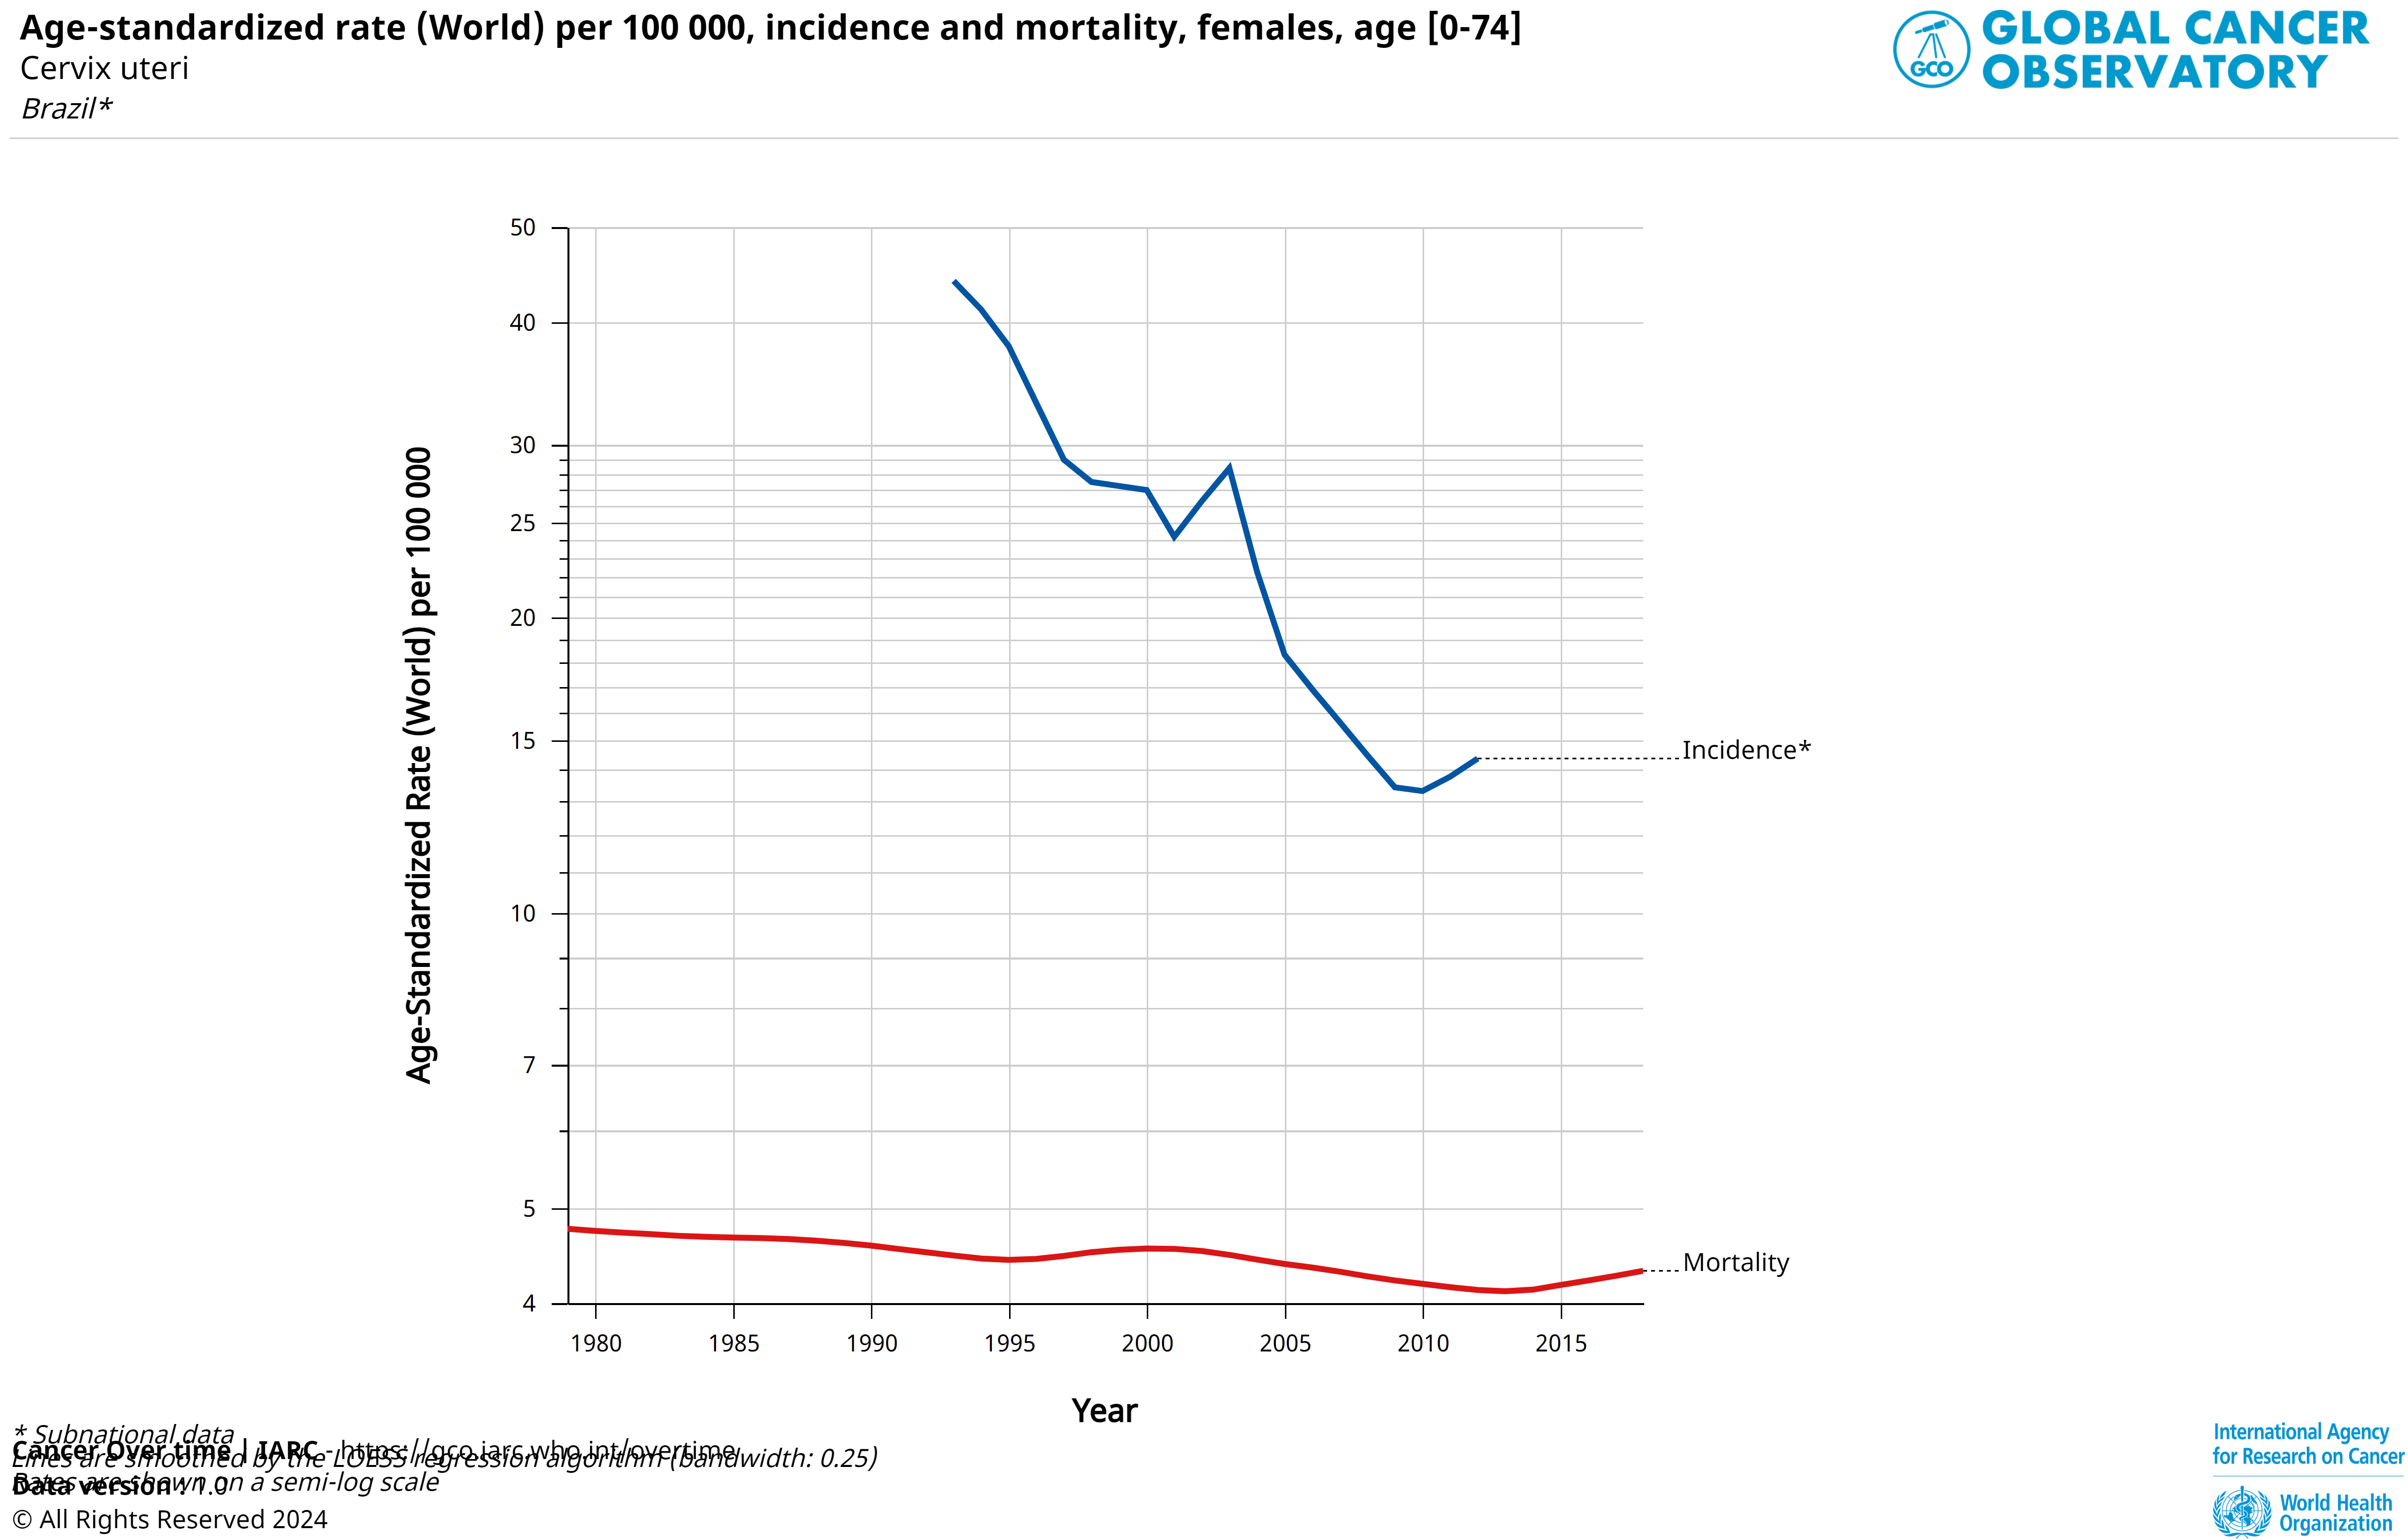 Age-standardized rate (World) per 100 000, incidence and mortality, females, age [0-74]
Cervix uteri
Brazil*
GCO
GLOBAL CANCER
OBSERVATORY
50
40
30
25
20
15
10
7
5
4
Age-Standardized Rate (World) per 100 000
Incidence*
Mortality
1980 1985 1990 1995 2000 2005 2010 2015
Year
* Subnational data
Cancer Over time | IARC - https://gco.iarc.who.int/overtime
Lines are smoothed by the LOESS regression algorithm (bandwidth: 0.25)
Rates are shown on a semi-log scale
Data version : 1.0
© All Rights Reserved 2024
International Agency
for Research on Cancer
World Health
Organization